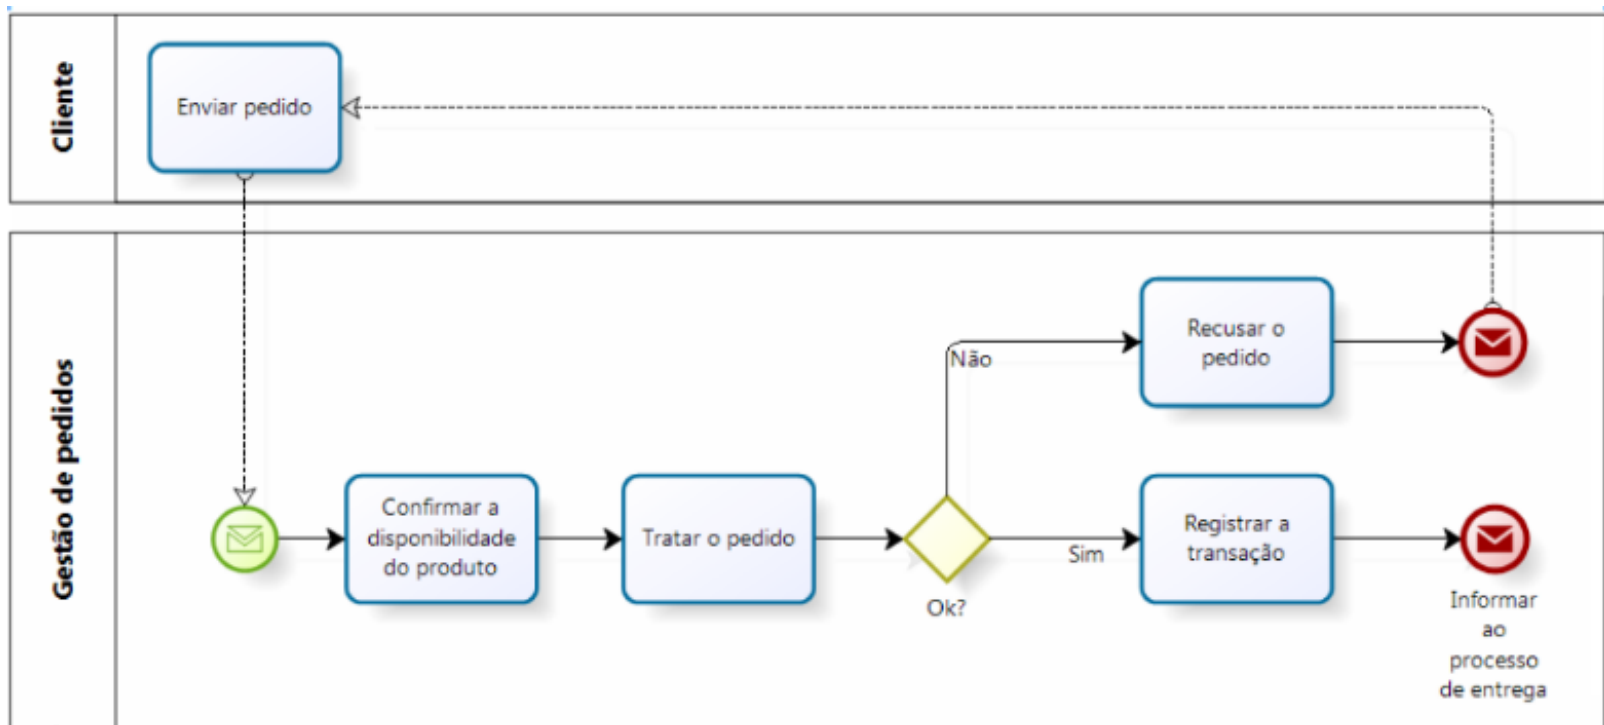 Cliente
Enviar pedido
Gestão de pedidos
Confirmar a
disponibilidade
do produto
Tratar o pedido
Ok?
Não
Sim
Recusar o
pedido
Registrar a
transação
Informar
ao
processo
de entrega